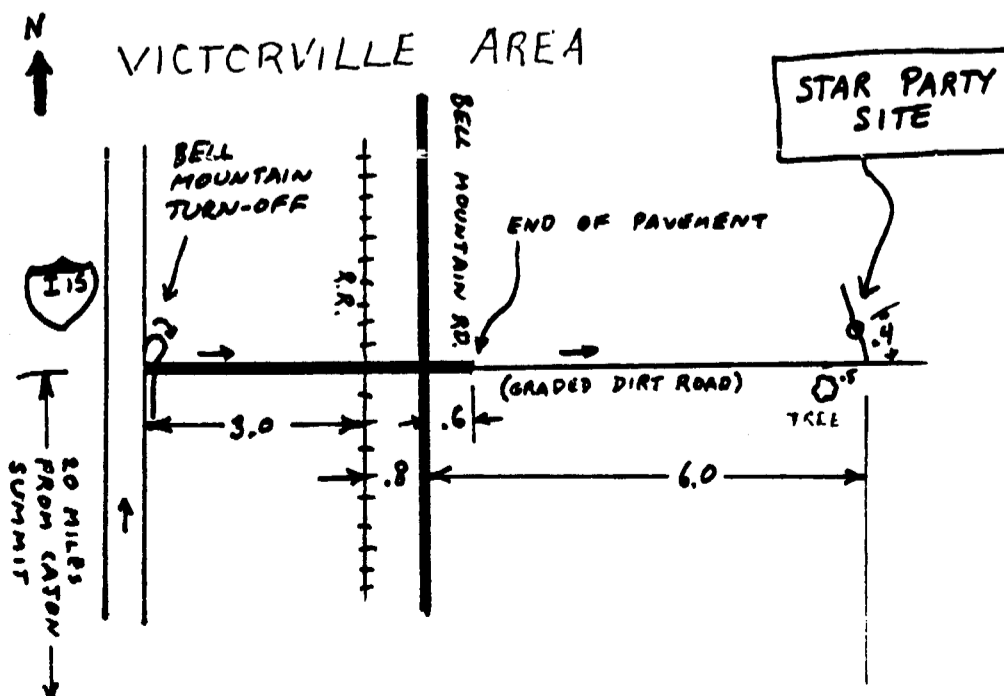 N
VICTORVILLE AREA
STAR PARTY
SITE
BELL
MOUNTAIN
TURN-OFF
BELL MOUNTAIN RD.
END OF PAVEMENT
I 15
R.R.
.4
(GRADED DIRT ROAD)
.5
TREE
3.0
.6
.8
6.0
20 MILES
FROM CAJON
SUMMIT